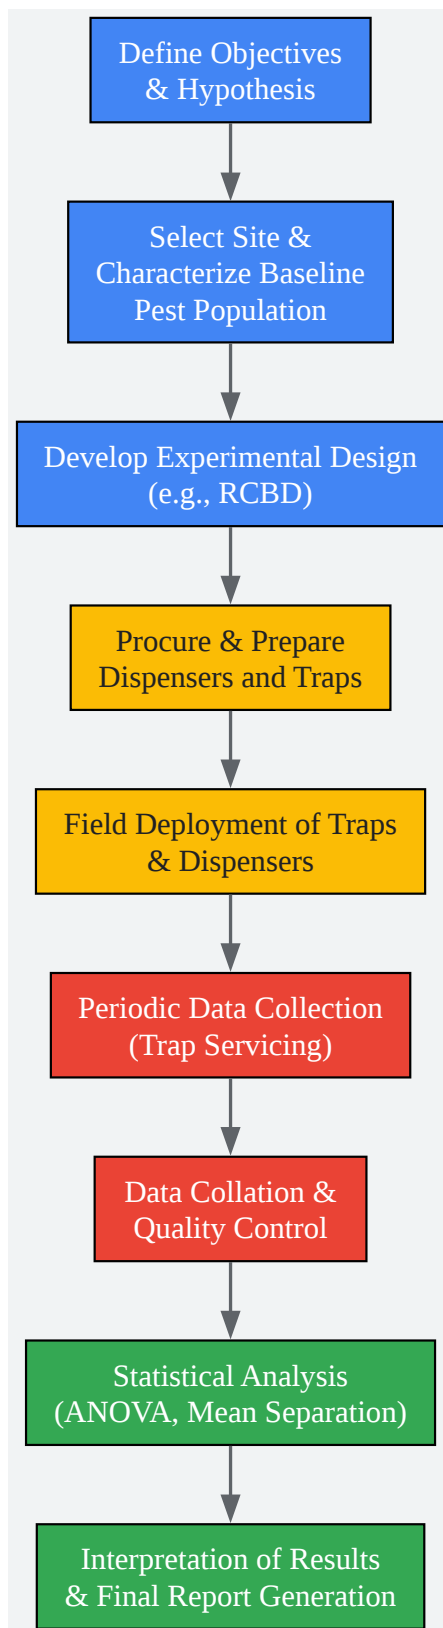 Define Objectives
& Hypothesis
Select Site &
Characterize Baseline
Pest Population
Develop Experimental Design
(e.g., RCBD)
Procure & Prepare
Dispensers and Traps
Field Deployment of Traps
& Dispensers
Periodic Data Collection
(Trap Servicing)
Data Collation &
Quality Control
Statistical Analysis
(ANOVA, Mean Separation)
Interpretation of Results
& Final Report Generation